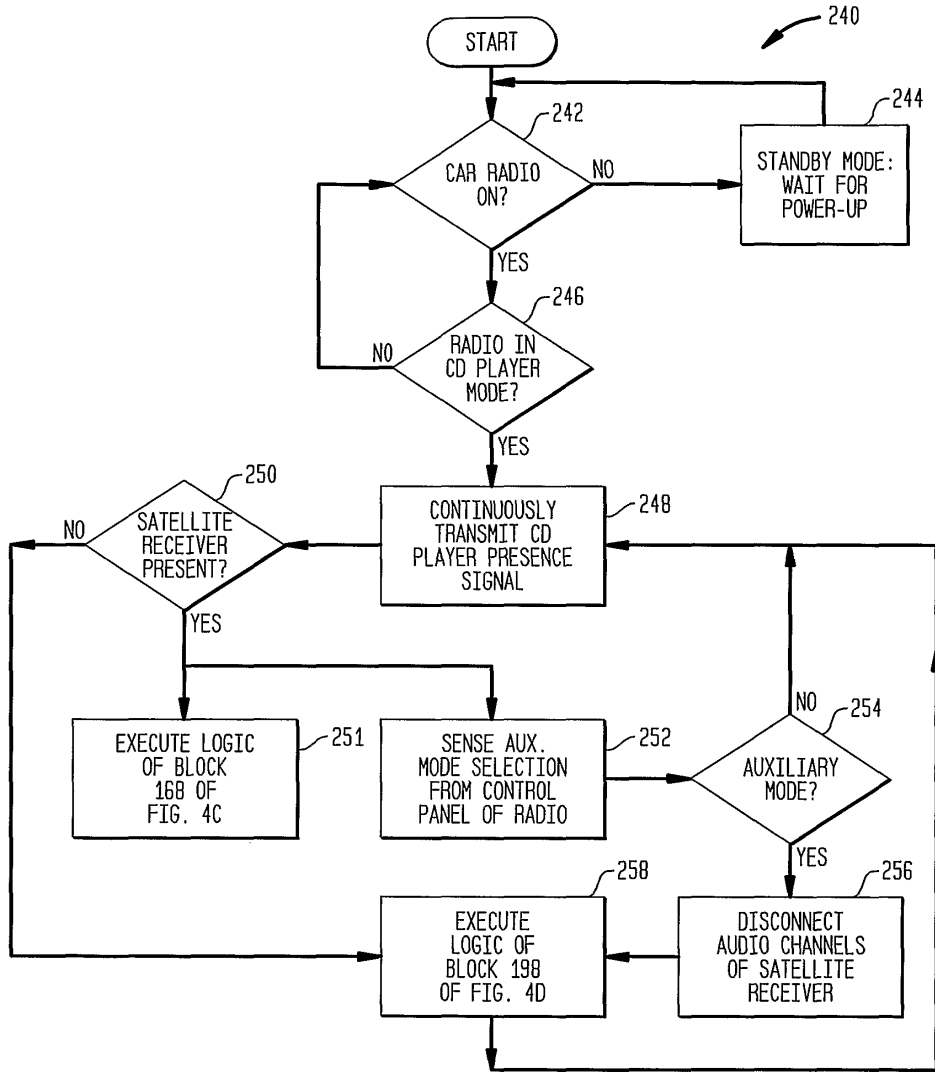 240
START
242
244
CAR RADIO
ON?
NO
STANDBY MODE:
WAIT FOR
POWER-UP
YES
246
NO
RADIO IN
CD PLAYER
MODE?
YES
250
NO
SATELLITE
RECEIVER
PRESENT?
248
CONTINUOUSLY
TRANSMIT CD
PLAYER PRESENCE
SIGNAL
YES
251
EXECUTE LOGIC
OF BLOCK
168 OF
FIG. 4C
252
SENSE AUX.
MODE SELECTION
FROM CONTROL
PANEL OF RADIO
NO
254
AUXILIARY
MODE?
YES
258
EXECUTE
LOGIC OF
BLOCK 198
OF FIG. 4D
256
DISCONNECT
AUDIO CHANNELS
OF SATELLITE
RECEIVER